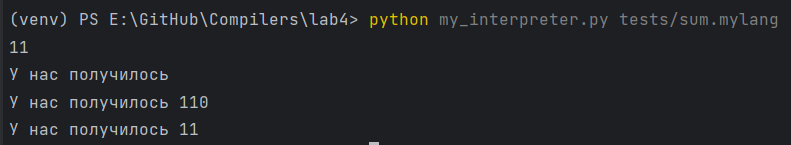 (venv) PS E:\GitHub\Compilers\lab4> python my_interpreter.py tests/sum.mylang
11
У нас получилось
У нас получилось 110
У нас получилось 11